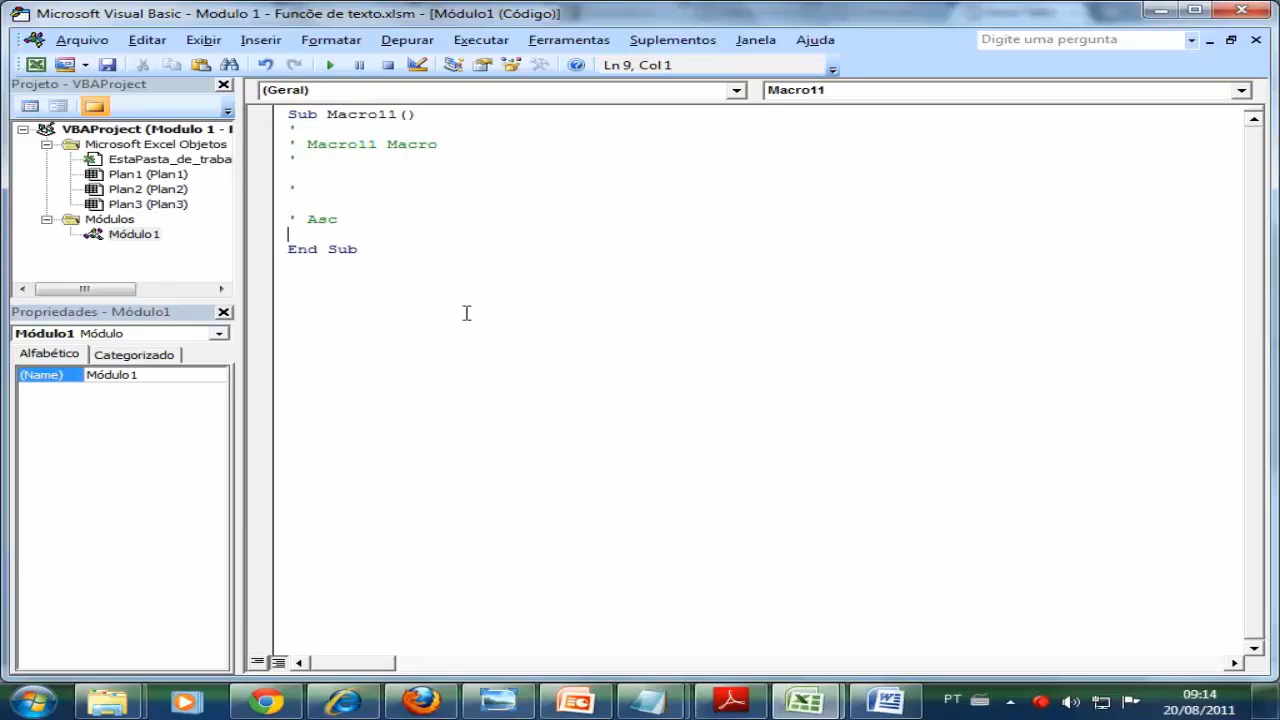 Microsoft Visual Basic - Modulo 1 - Funcõe de texto.xlsm - [Módulo1 (Código)]
Arquivo Editar Exibir Inserir Formatar Depurar Executar Ferramentas Suplementos Janela Ajuda
Digite uma pergunta
Ln 9, Col 1
Projeto - VBAProject
VBAProject (Modulo 1 - F
Microsoft Excel Objetos
EstaPasta_de_traba
Plan1 (Plan1)
Plan2 (Plan2)
Plan3 (Plan3)
Módulos
Módulo1
Propriedades - Módulo1
Módulo1 Módulo
Alfabético Categorizado
(Name) Módulo1
(Geral) Macro11
Sub Macro11()
'
' Macro11 Macro
'
'
' Asc
End Sub
PT
09:14
20/08/2011